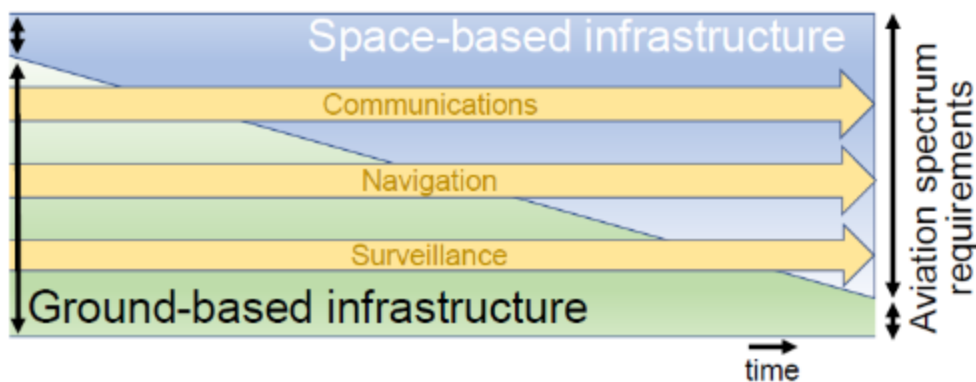 Space-based infrastructure
Communications
Navigation
Surveillance
Ground-based infrastructure
time
Aviation spectrum
requirements